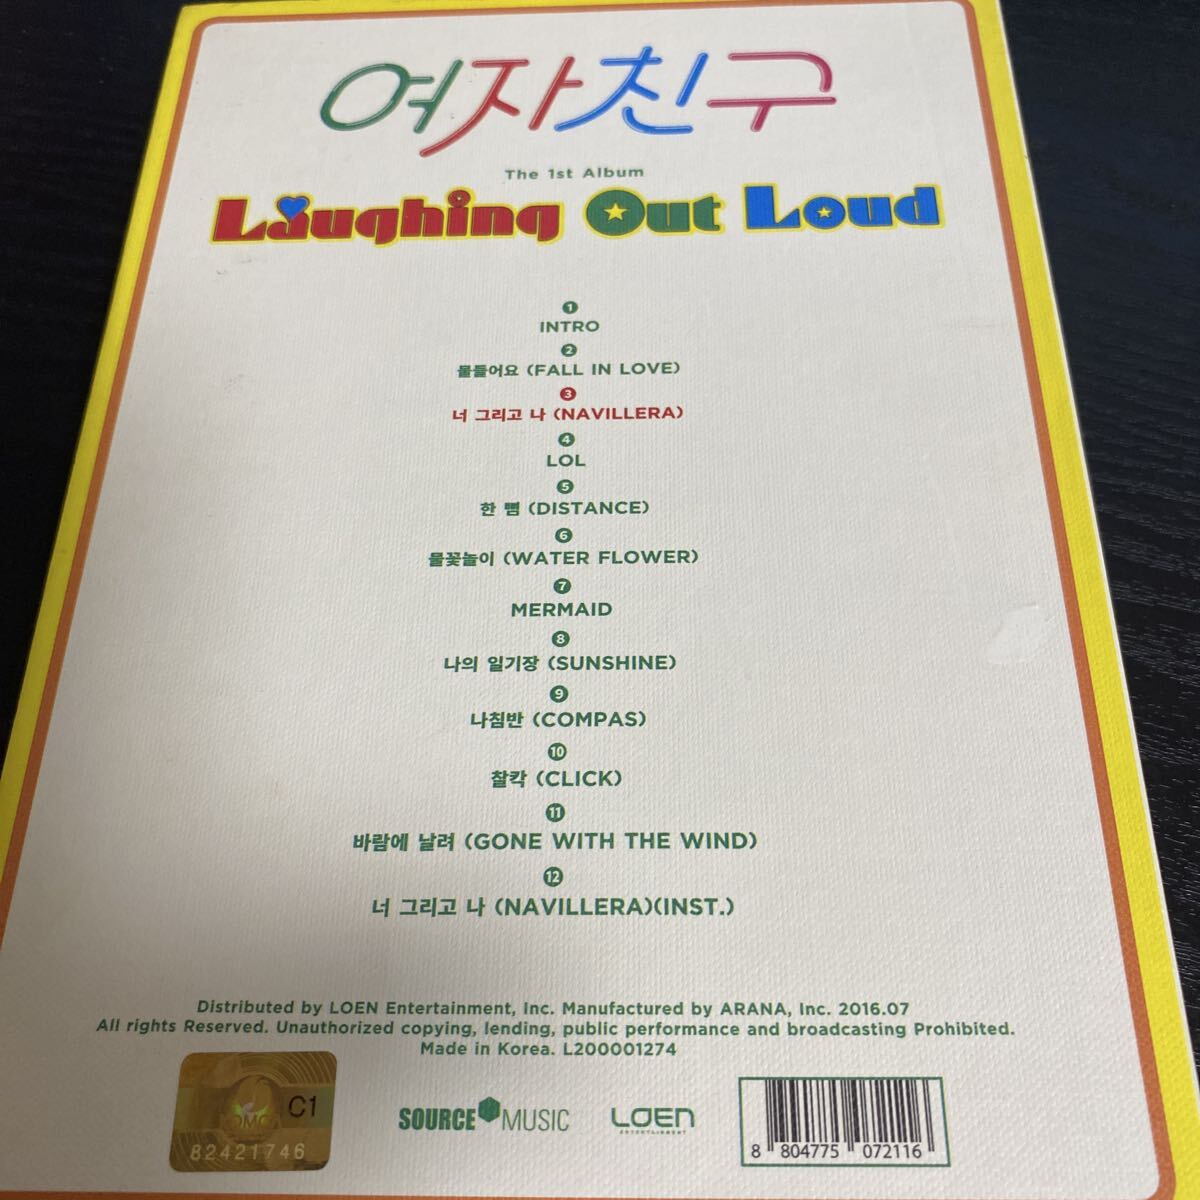 여자친구
The 1st Album
Laughing Out Loud
1
INTRO
2
물들어요 (FALL IN LOVE)
3
너 그리고 나 (NAVILLERA)
4
LOL
5
한 뼘 (DISTANCE)
6
물꽃놀이 (WATER FLOWER)
7
MERMAID
8
나의 일기장 (SUNSHINE)
9
나침반 (COMPAS)
10
찰칵 (CLICK)
11
바람에 날려 (GONE WITH THE WIND)
12
너 그리고 나 (NAVILLERA)(INST.)
Distributed by LOEN Entertainment, Inc. Manufactured by ARANA, Inc. 2016.07
All rights Reserved. Unauthorized copying, lending, public performance and broadcasting Prohibited.
Made in Korea. L200001274
C1
82421746
SOURCE MUSIC
LOEN
ENTERTAINMENT
8 804775 072116